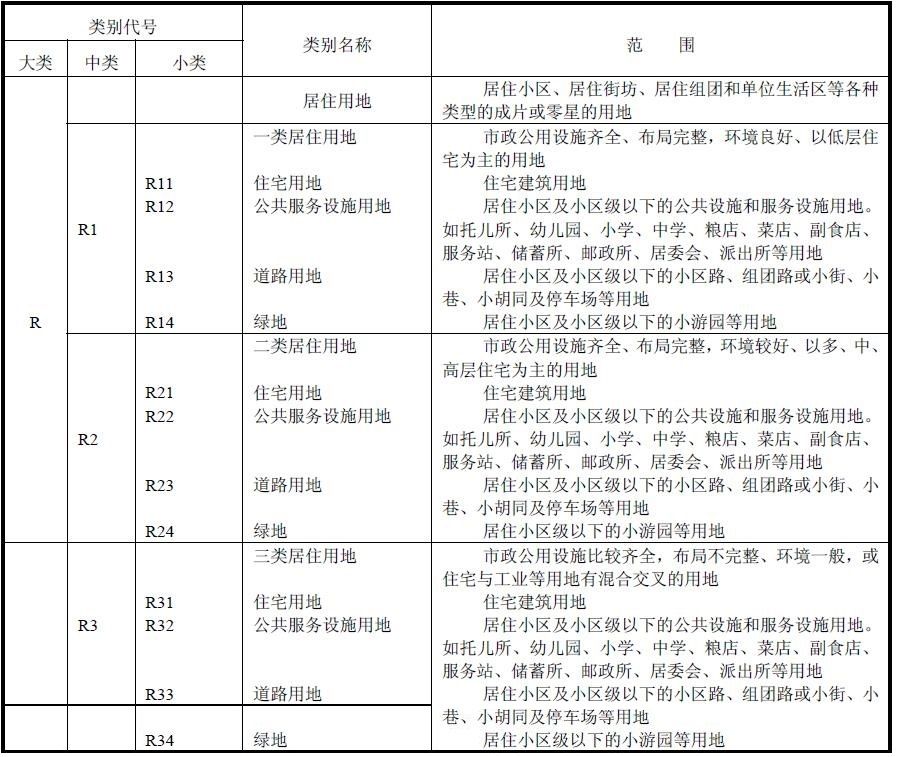 类别代号
类别名称
范 围
大类
中类
小类
居住用地
居住小区、居住街坊、居住组团和单位生活区等各种
类型的成片或零星的用地
一类居住用地
市政公用设施齐全、布局完整，环境良好、以低层住
宅为主的用地
R11
住宅用地
住宅建筑用地
R12
公共服务设施用地
居住小区及小区级以下的公共设施和服务设施用地。
R1
如托儿所、幼儿园、小学、中学、粮店、菜店、副食店、
服务站、储蓄所、邮政所、居委会、派出所等用地
R13
道路用地
居住小区及小区级以下的小区路、组团路或小街、小
巷、小胡同及停车场等用地
R
R14
绿地
居住小区及小区级以下的小游园等用地
二类居住用地
市政公用设施齐全、布局完整，环境较好、以多、中、
高层住宅为主的用地
R21
住宅用地
住宅建筑用地
R22
公共服务设施用地
居住小区及小区级以下的公共设施和服务设施用地。
R2
如托儿所、幼儿园、小学、中学、粮店、菜店、副食店、
服务站、储蓄所、邮政所、居委会、派出所等用地
R23
道路用地
居住小区及小区级以下的小区路、组团路或小街、小
巷、小胡同及停车场等用地
R24
绿地
居住小区级以下的小游园等用地
三类居住用地
市政公用设施比较齐全，布局不完整、环境一般，或
住宅与工业等用地有混合交叉的用地
R31
住宅用地
住宅建筑用地
R3
R32
公共服务设施用地
居住小区及小区级以下的公共设施和服务设施用地。
如托儿所、幼儿园、小学、中学、粮店、菜店、副食店、
服务站、储蓄所、邮政所、居委会、派出所等用地
R33
道路用地
居住小区及小区级以下的小区路、组团路或小街、小
巷、小胡同及停车场等用地
R34
绿地
居住小区级以下的小游园等用地